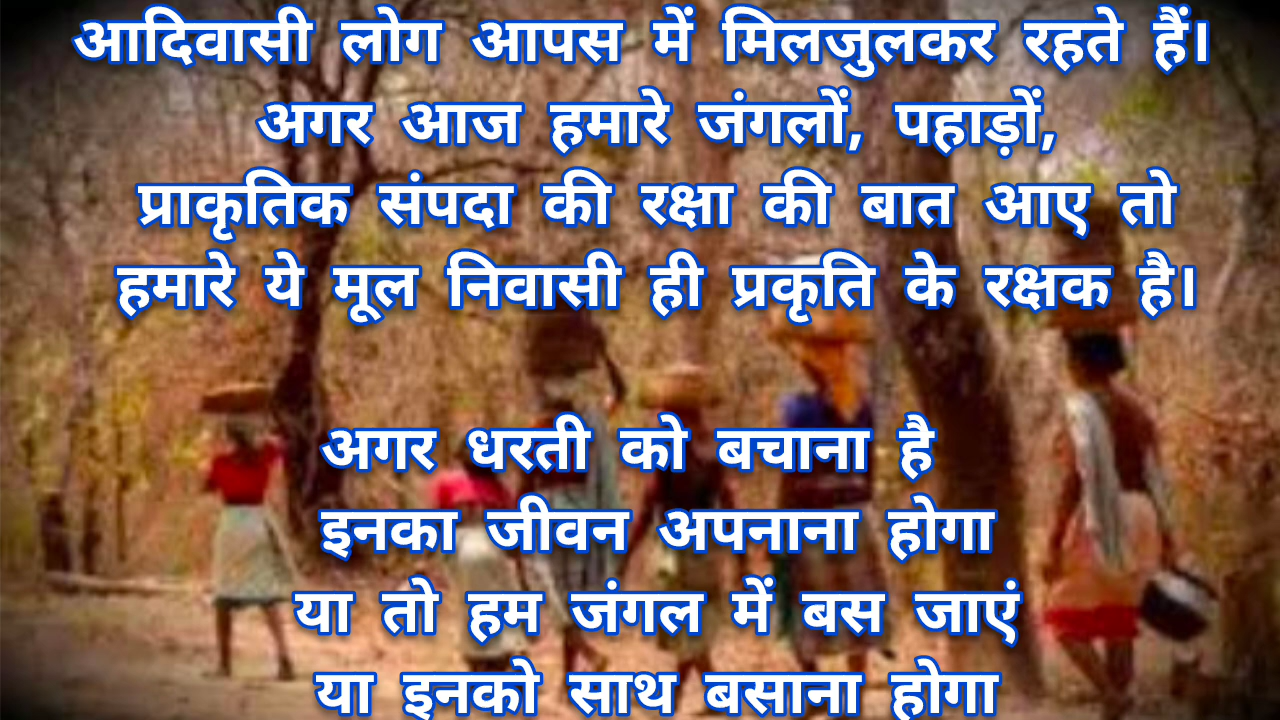 आदिवासी लोग आपस में मिलजुलकर रहते हैं।
अगर आज हमारे जंगलों, पहाड़ों,
प्राकृतिक संपदा की रक्षा की बात आए तो
हमारे ये मूल निवासी ही प्रकृति के रक्षक है।
अगर धरती को बचाना है
इनका जीवन अपनाना होगा
या तो हम जंगल में बस जाएं
या इनको साथ बसाना होगा